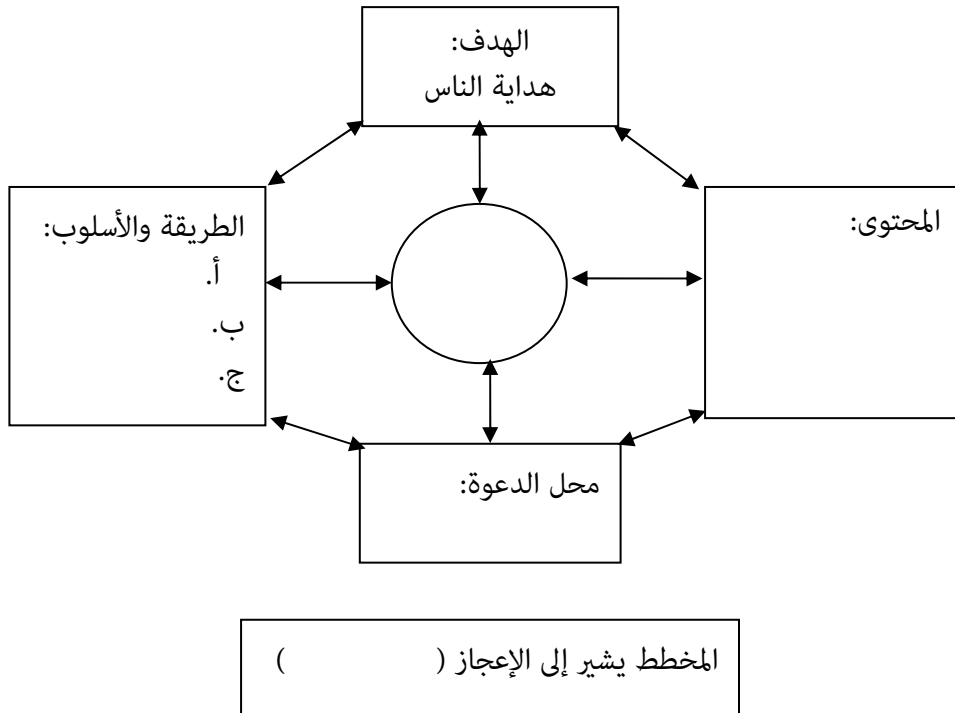 الهدف:
هداية الناس
المحتوى:
الطريقة والأسلوب:
أ.
ب.
ج.
محل الدعوة:
المخطط يشير إلى الإعجاز ( )